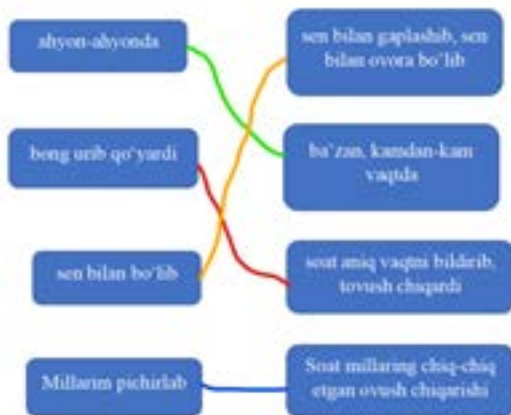 ahyon-ahyonda
sen bilan gaplashib, sen
bilan ovora bo‘lib
bong urib qo‘yardi
ba’zan, kamdan-kam
vaqtda
sen bilan bo‘lib
soat aniq vaqtni bildirib,
tovush chiqardi
Millarim pichirlab
Soat millaring chiq-chiq
etgan ovush chiqarishi